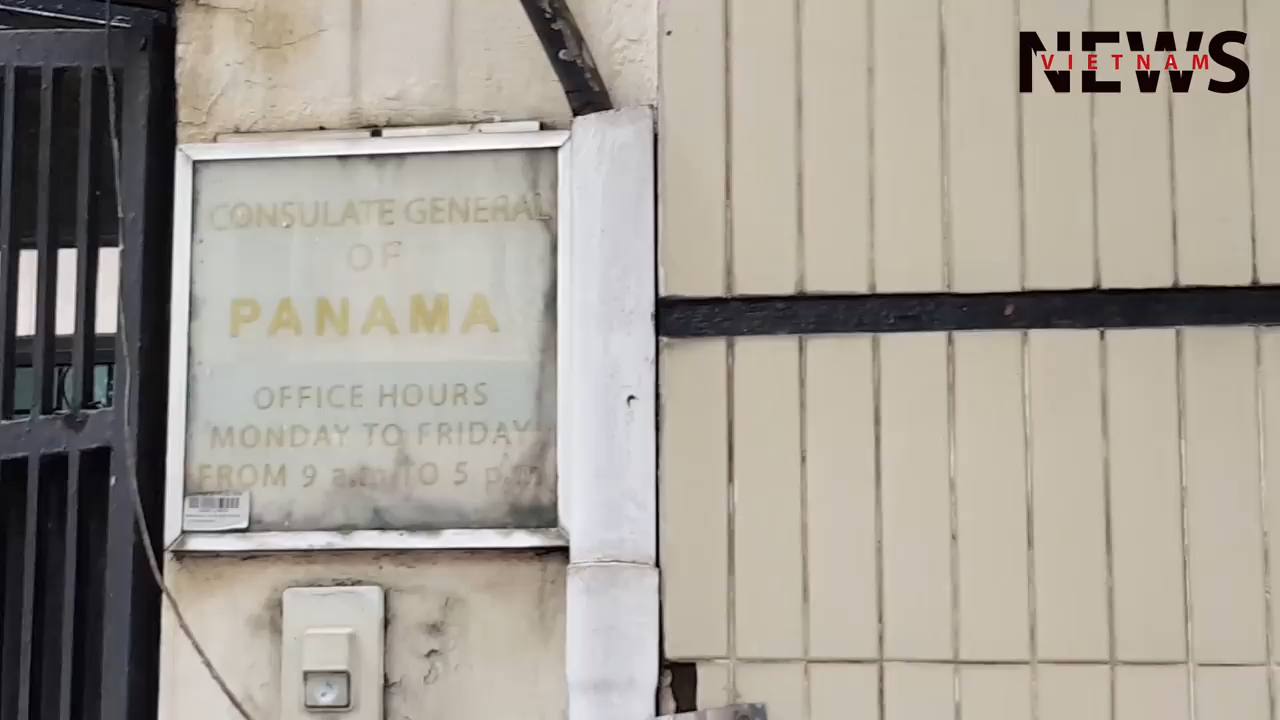 NEWS
VIETNAM
CONSULATE GENERAL
OF
PANAMA
OFFICE HOURS
MONDAY TO FRIDAY
FROM 9 a.m TO 5 p.m